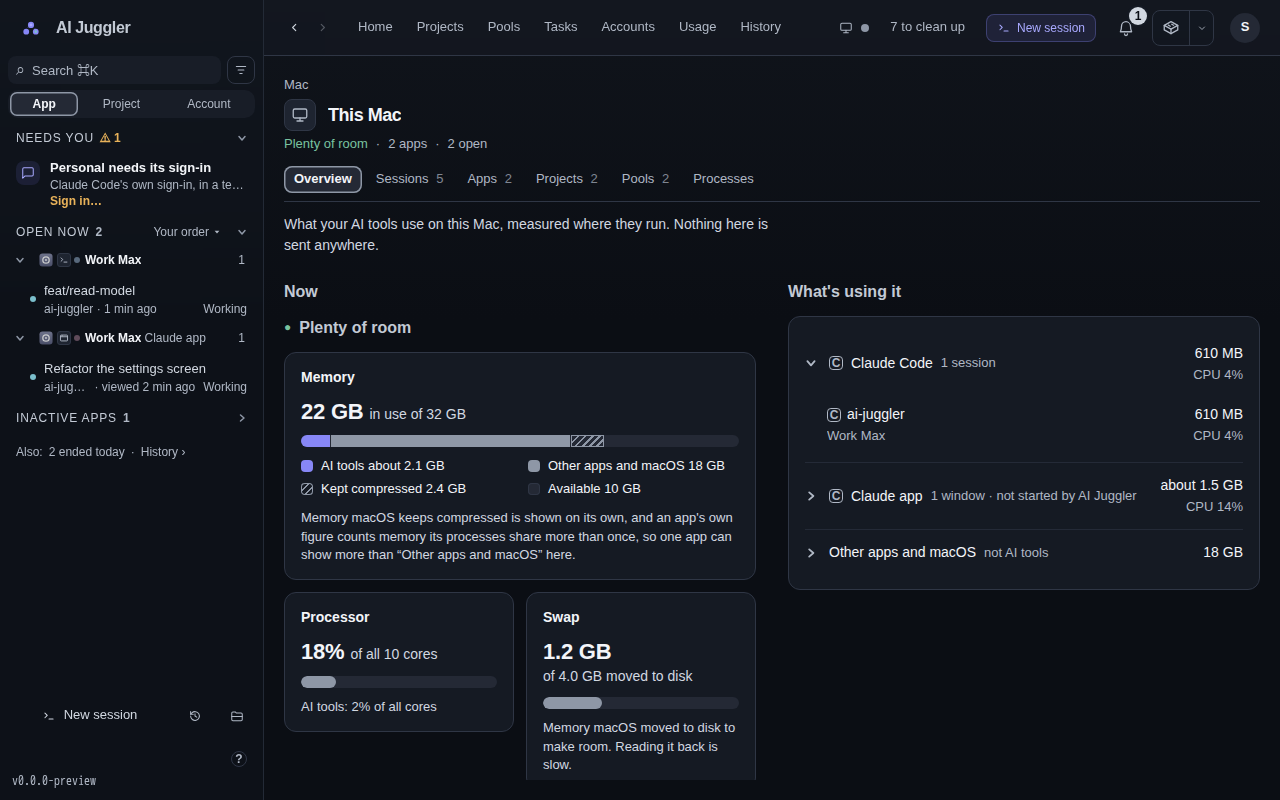 AI Juggler
Search ⌘K
App
Project
Account
NEEDS YOU 1
Personal needs its sign-in
Claude Code's own sign-in, in a te…
Sign in…
OPEN NOW 2
Your order
Work Max 1
feat/read-model
ai-juggler · 1 min ago Working
Work Max Claude app 1
Refactor the settings screen
ai-jug… · viewed 2 min ago Working
INACTIVE APPS 1
Also: 2 ended today · History ›
New session
?
v0.0.0-preview
Home
Projects
Pools
Tasks
Accounts
Usage
History
7 to clean up
New session
1
S
Mac
This Mac
Plenty of room · 2 apps · 2 open
Overview
Sessions 5
Apps 2
Projects 2
Pools 2
Processes
What your AI tools use on this Mac, measured where they run. Nothing here is
sent anywhere.
Now
Plenty of room
Memory
22 GB in use of 32 GB
AI tools about 2.1 GB
Other apps and macOS 18 GB
Kept compressed 2.4 GB
Available 10 GB
Memory macOS keeps compressed is shown on its own, and an app's own
figure counts memory its processes share more than once, so one app can
show more than “Other apps and macOS” here.
Processor
18% of all 10 cores
AI tools: 2% of all cores
Swap
1.2 GB
of 4.0 GB moved to disk
Memory macOS moved to disk to
make room. Reading it back is
slow.
What's using it
C Claude Code 1 session 610 MB
CPU 4%
C ai-juggler 610 MB
Work Max CPU 4%
C Claude app 1 window · not started by AI Juggler about 1.5 GB
CPU 14%
Other apps and macOS not AI tools 18 GB